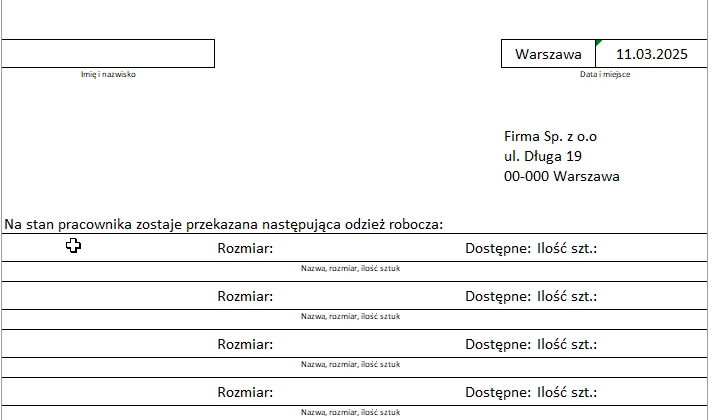 Warszawa 11.03.2025
Imię i nazwisko Data i miejsce
Firma Sp. z o.o
ul. Długa 19
00-000 Warszawa
Na stan pracownika zostaje przekazana następująca odzież robocza:
Rozmiar: Dostępne: Ilość szt.:
Nazwa, rozmiar, ilość sztuk
Rozmiar: Dostępne: Ilość szt.:
Nazwa, rozmiar, ilość sztuk
Rozmiar: Dostępne: Ilość szt.:
Nazwa, rozmiar, ilość sztuk
Rozmiar: Dostępne: Ilość szt.:
Nazwa, rozmiar, ilość sztuk